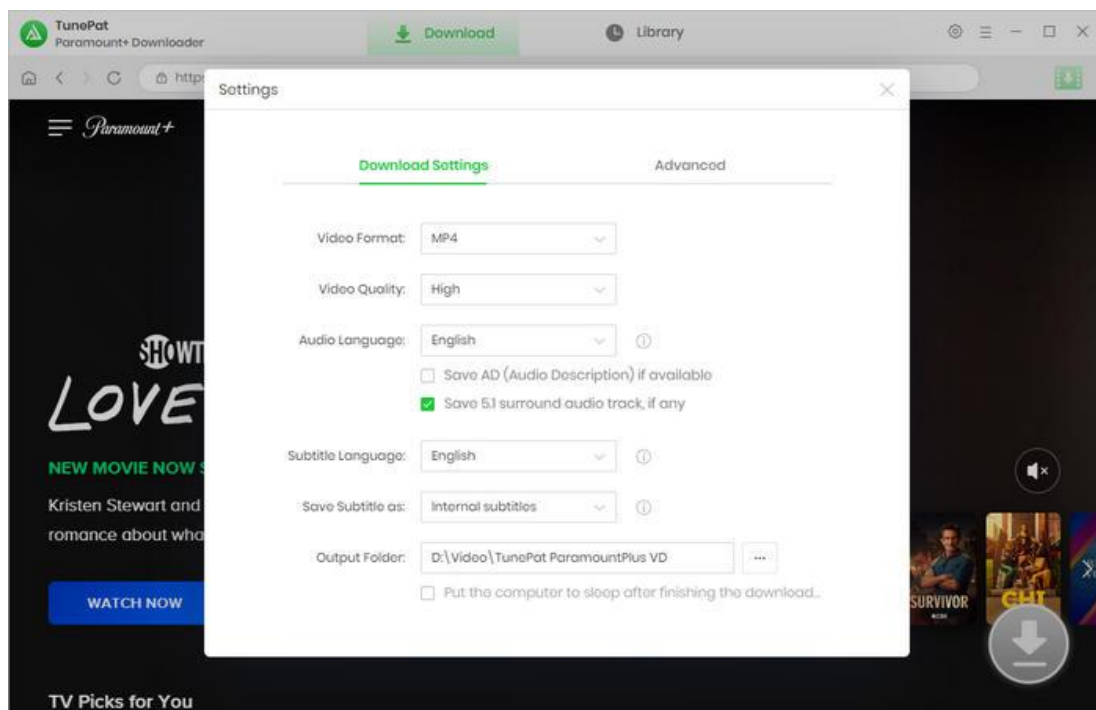 TunePat
Paramount+ Downloader
Download
Library
http
Settings
Paramount+
Download Settings
Advanced
Video Format:
MP4
Video Quality:
High
Audio Language:
English
Save AD (Audio Description) if available
Save 5.1 surround audio track, if any
SHOWT
LOVE
NEW MOVIE NOW S
Subtitle Language:
English
Kristen Stewart and
romance about wha
Save Subtitle as:
Internal subtitles
Output Folder:
D:\Video\TunePat ParamountPlus VD
...
Put the computer to sleep after finishing the download...
WATCH NOW
SURVIVOR
CHI
TV Picks for You